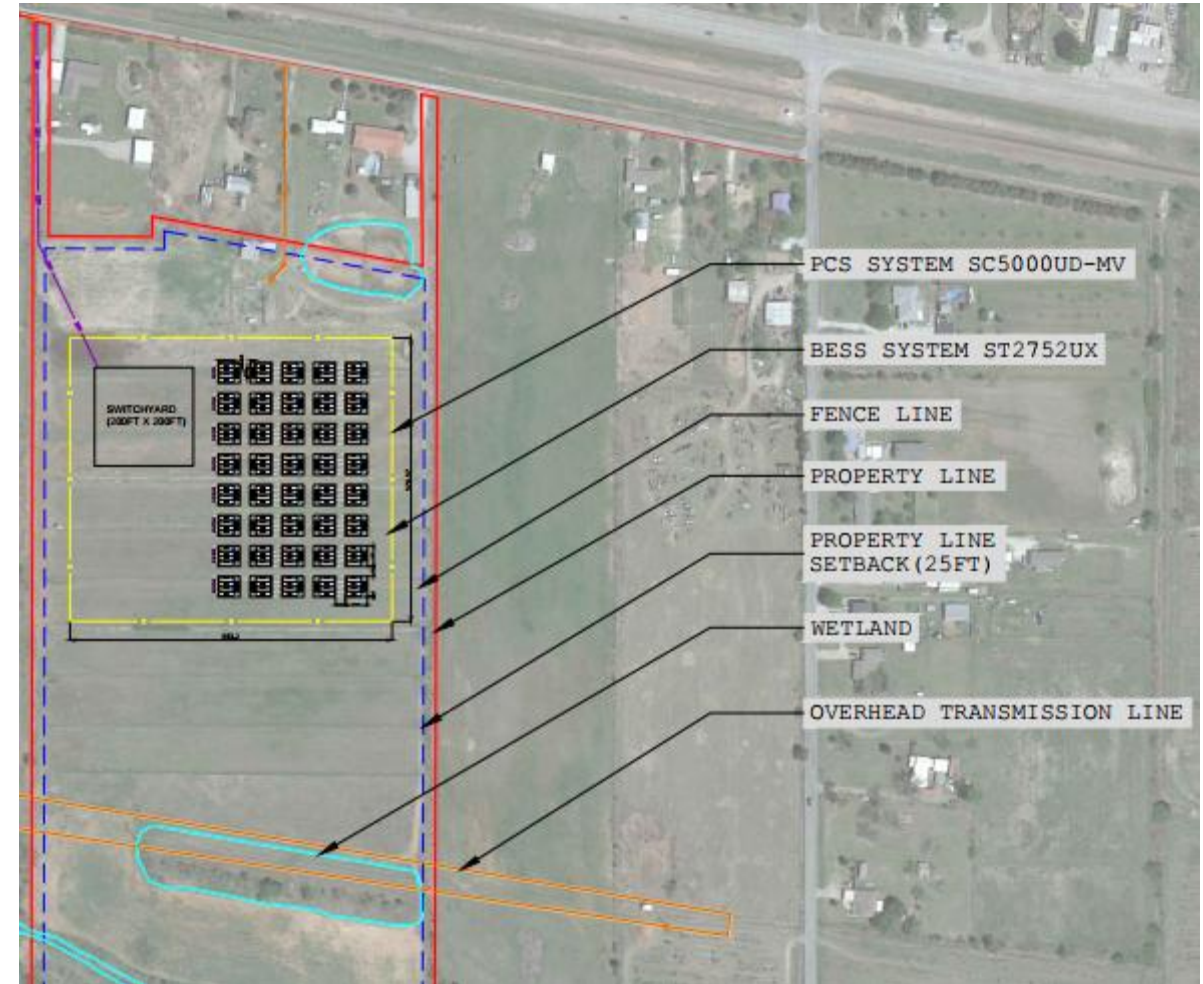 PCS SYSTEM SC5000UD-MV
BESS SYSTEM ST2752UX
FENCE LINE
SWITCHYARD
(200FT X 200FT)
PROPERTY LINE
PROPERTY LINE
SETBACK(25FT)
WETLAND
OVERHEAD TRANSMISSION LINE